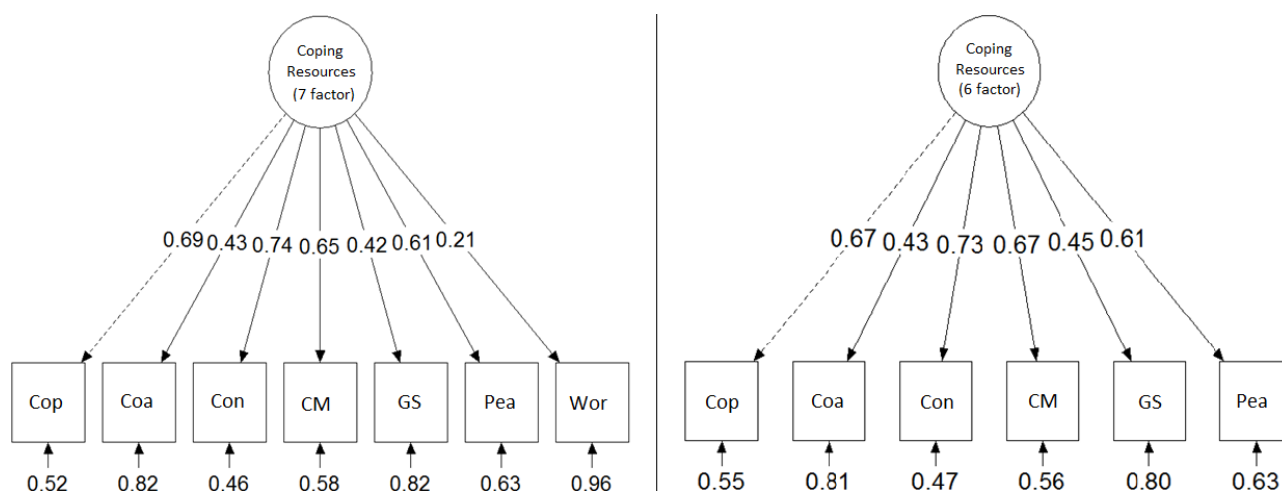 Coping
Resources
(7 factor)
0.69 0.43 0.74 0.65 0.42 0.61 0.21
Cop Coa Con CM GS Pea Wor
0.52 0.82 0.46 0.58 0.82 0.63 0.96
Coping
Resources
(6 factor)
0.67 0.43 0.73 0.67 0.45 0.61
Cop Coa Con CM GS Pea
0.55 0.81 0.47 0.56 0.80 0.63